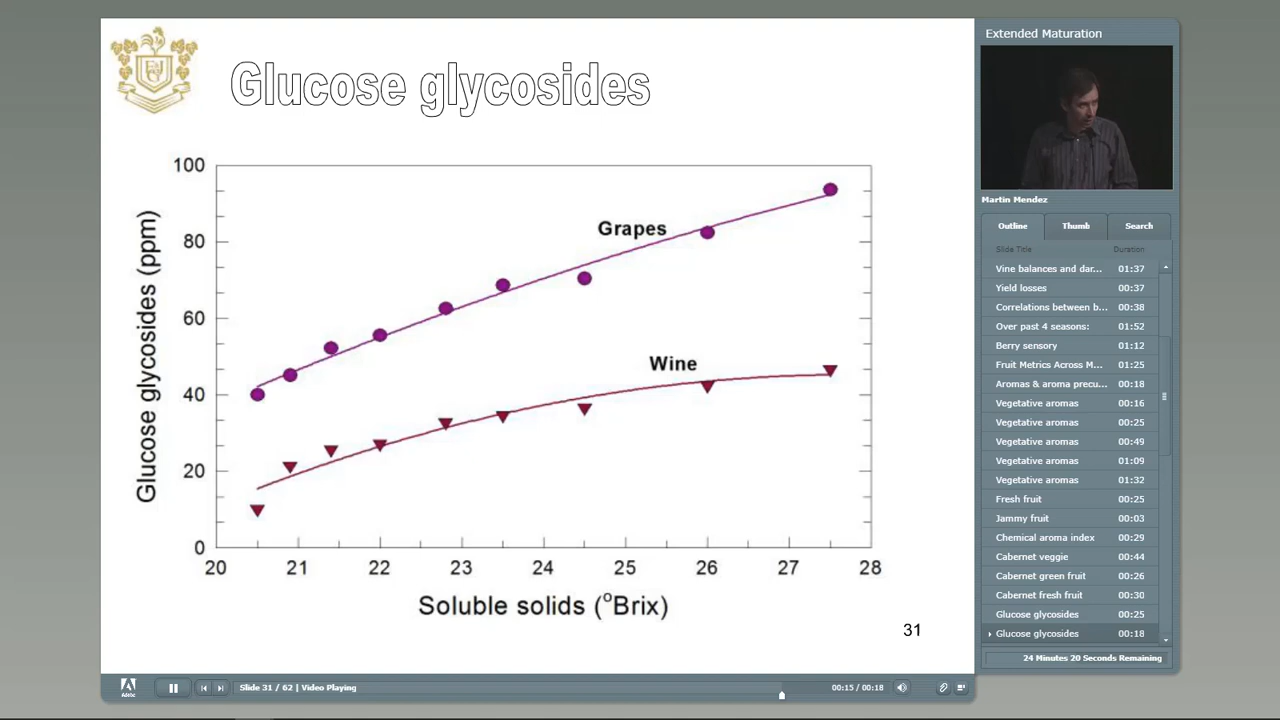 Glucose glycosides
100
80
60
40
20
0
Glucose glycosides (ppm)
Grapes
Wine
20 21 22 23 24 25 26 27 28
Soluble solids (°Brix)
31
Extended Maturation
Martin Mendez
Outline Thumb Search
Slide Title Duration
Vine balances and dar... 01:37
Yield losses 00:37
Correlations between b... 00:38
Over past 4 seasons: 01:52
Berry sensory 01:12
Fruit Metrics Across M... 01:25
Aromas & aroma precu... 00:18
Vegetative aromas 00:16
Vegetative aromas 00:25
Vegetative aromas 00:49
Vegetative aromas 01:09
Vegetative aromas 01:32
Fresh fruit 00:25
Jammy fruit 00:03
Chemical aroma index 00:29
Cabernet veggie 00:44
Cabernet green fruit 00:26
Cabernet fresh fruit 00:30
Glucose glycosides 00:25
Glucose glycosides 00:18
24 Minutes 20 Seconds Remaining
Adobe
Slide 31 / 62 | Video Playing
00:15 / 00:18